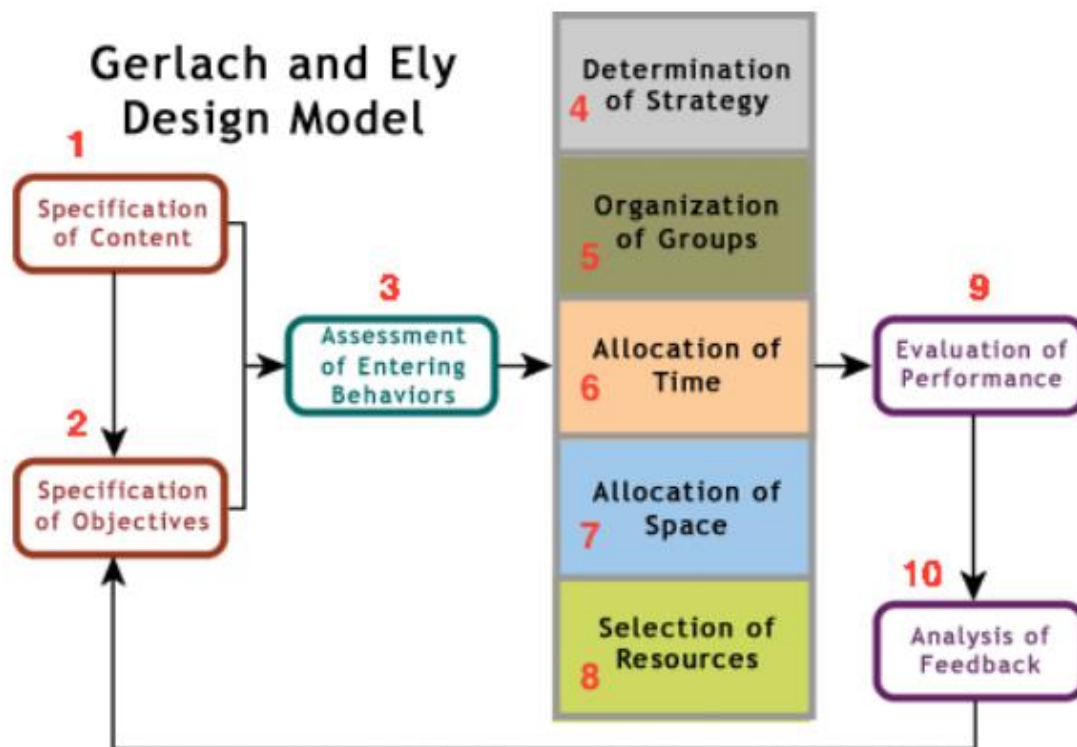 Gerlach and Ely
Design Model
1
Specification
of Content
2
Specification
of Objectives
3
Assessment
of Entering
Behaviors
Determination
of Strategy
4
Organization
of Groups
5
Allocation of
Time
6
Allocation of
Space
7
Selection of
Resources
8
9
Evaluation of
Performance
10
Analysis of
Feedback